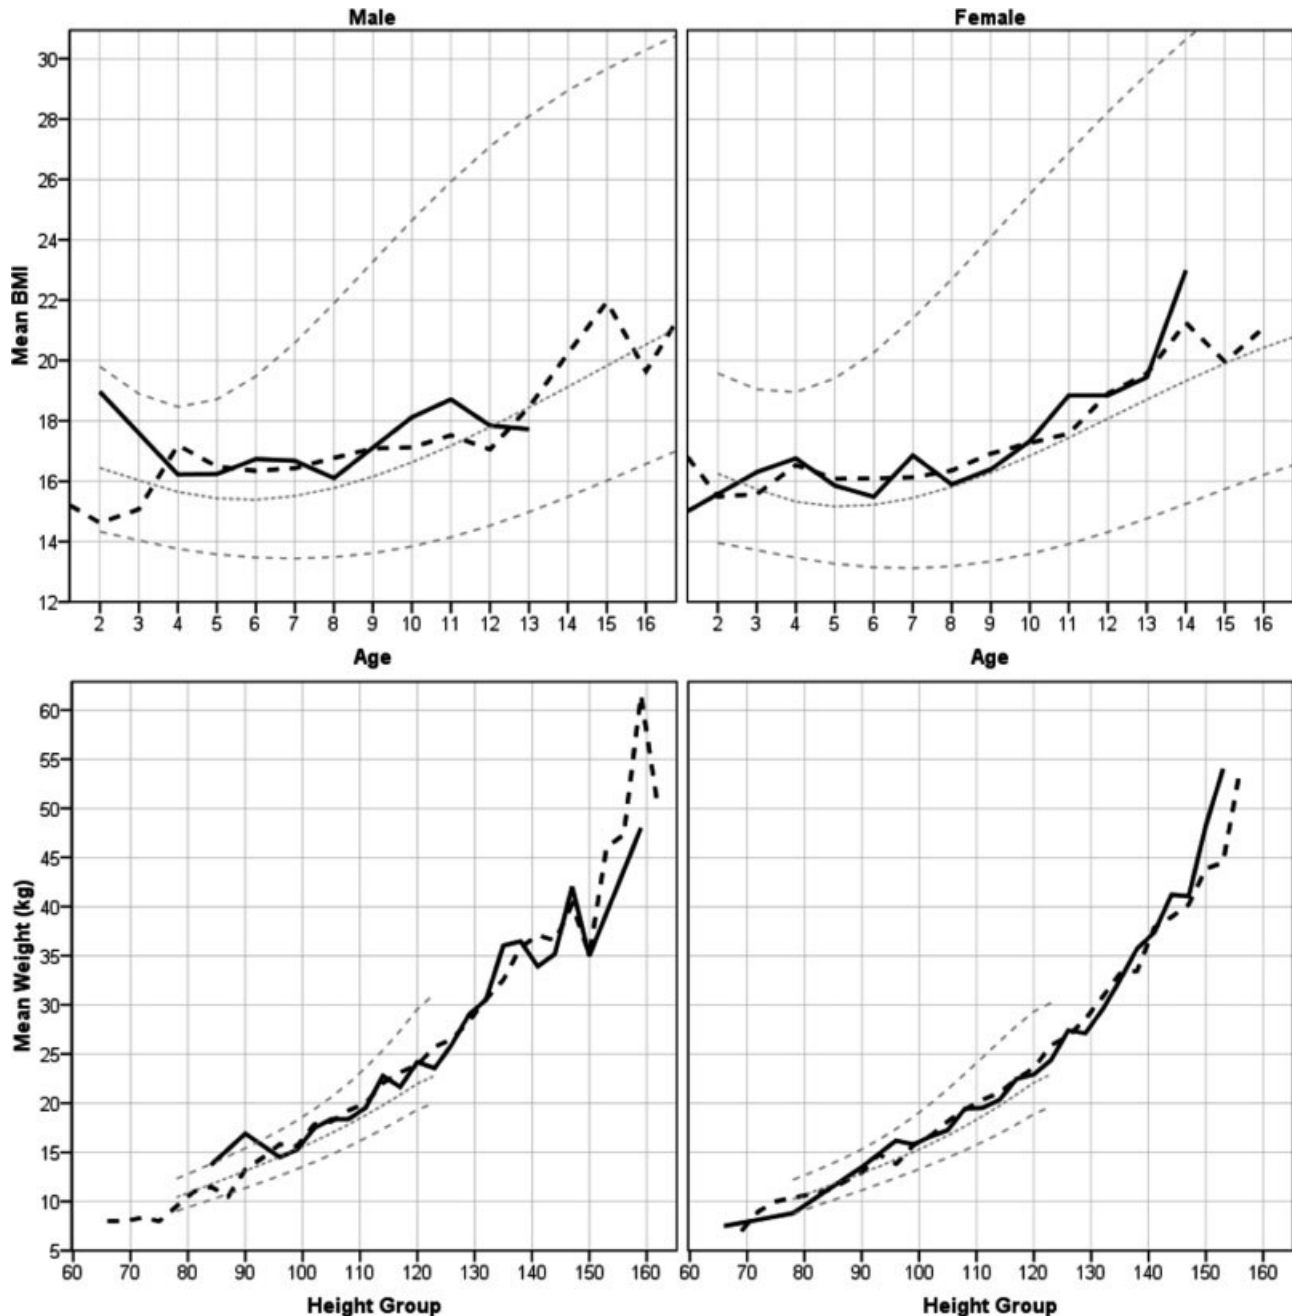 Male Female
30
28
26
24
22
20
18
16
14
12
Mean BMI
2 3 4 5 6 7 8 9 10 11 12 13 14 15 16
2 3 4 5 6 7 8 9 10 11 12 13 14 15 16
Age Age
60
55
50
45
40
35
30
25
20
15
10
5
Mean Weight (kg)
60 70 80 90 100 110 120 130 140 150 160
60 70 80 90 100 110 120 130 140 150 160
Height Group Height Group